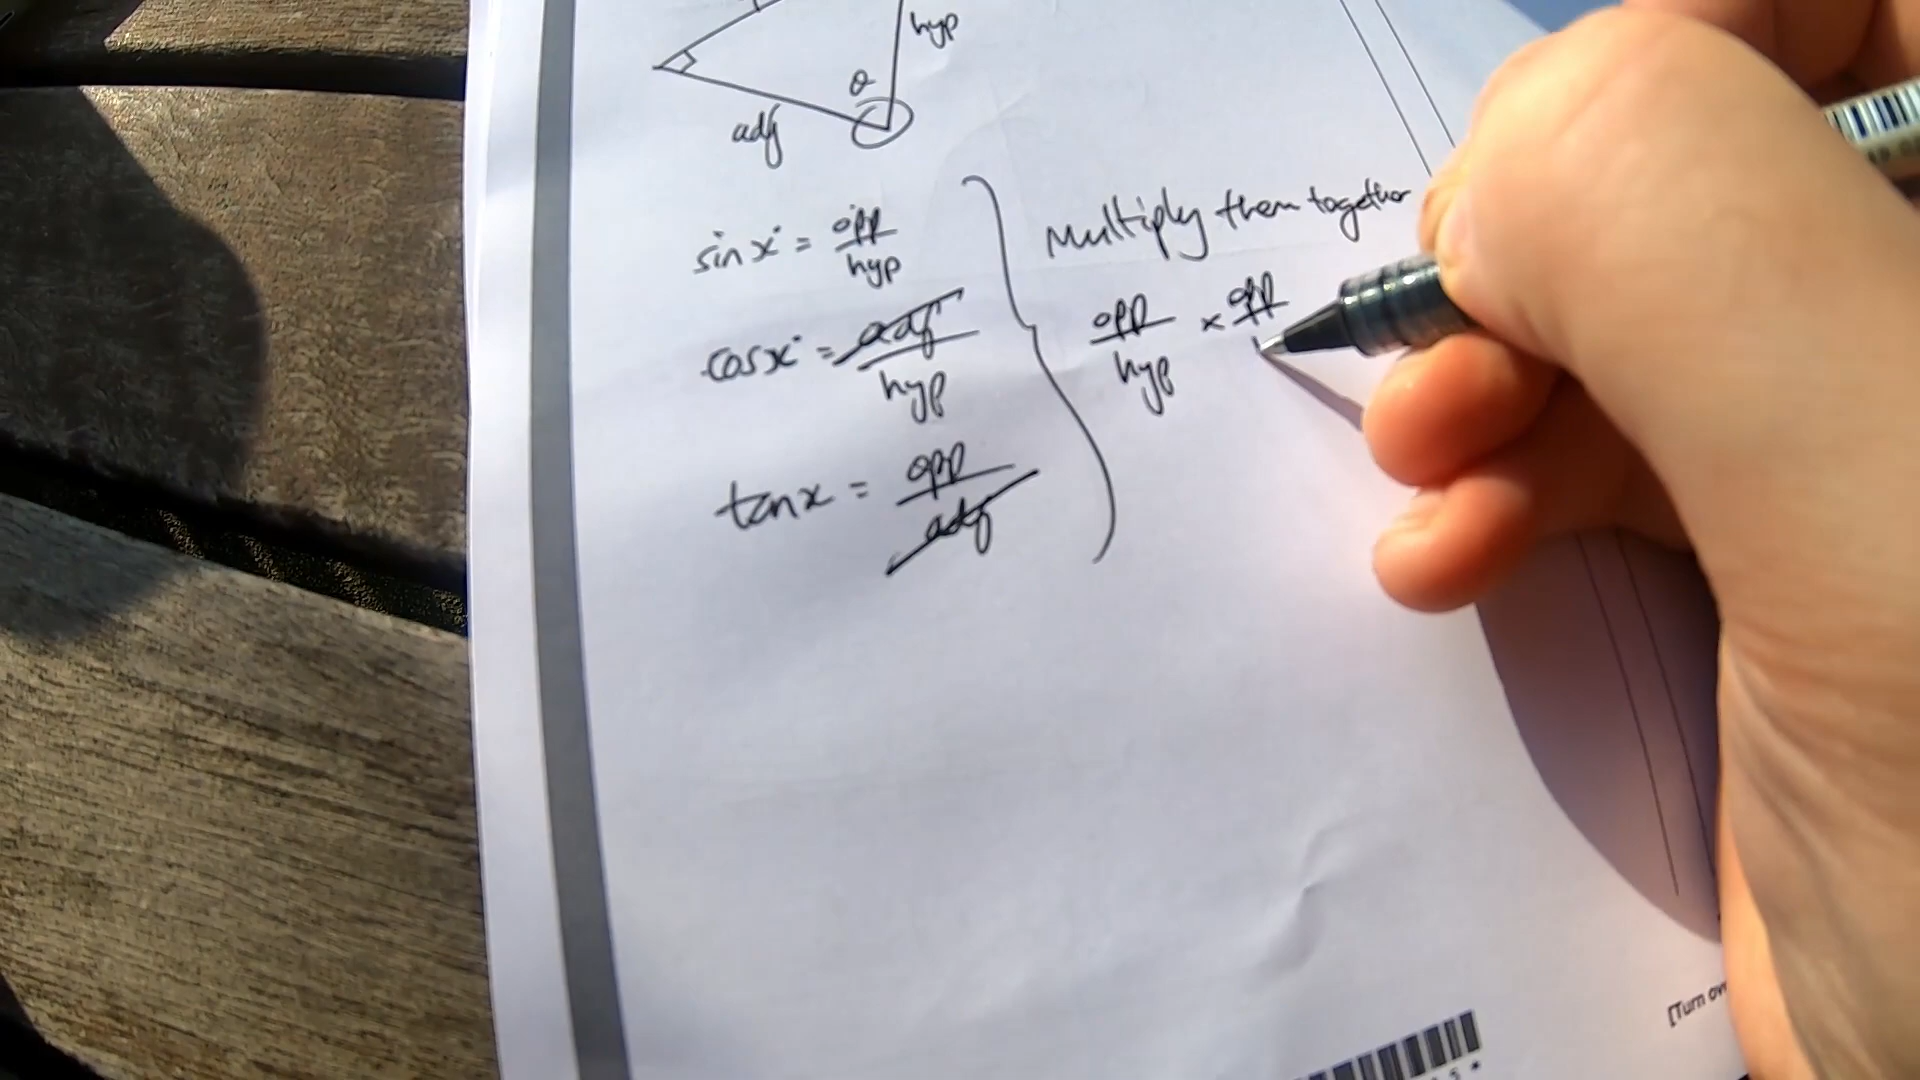 hyp
θ
adj
sin x = opp/hyp
Multiply them together
cos x = adj/hyp
opp/hyp × opp
tan x = opp/adj
[Turn ov